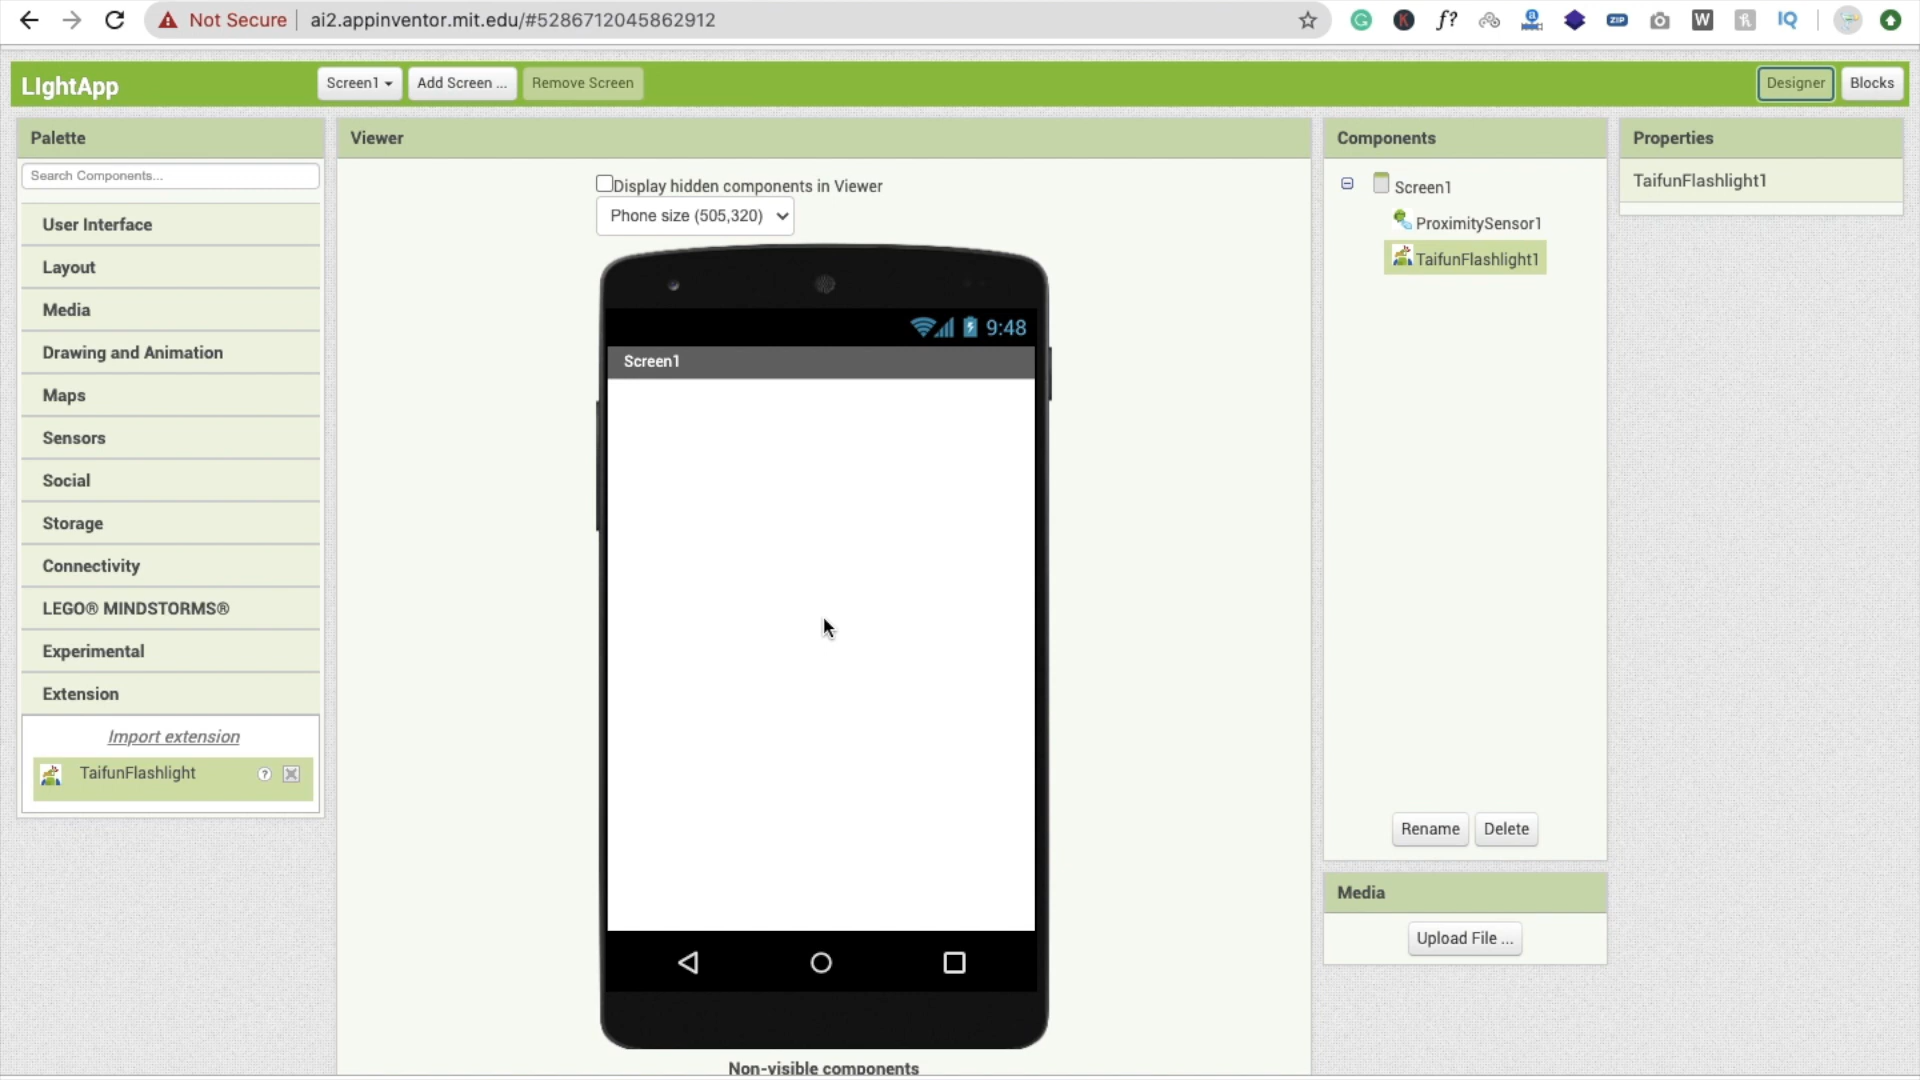 Not Secure
ai2.appinventor.mit.edu/#5286712045862912
G
K
f?
a
ZIP
W
IQ
LIghtApp
Screen1
Add Screen ...
Remove Screen
Designer
Blocks
Palette
Search Components...
User Interface
Layout
Media
Drawing and Animation
Maps
Sensors
Social
Storage
Connectivity
LEGO® MINDSTORMS®
Experimental
Extension
Import extension
TaifunFlashlight
?
Viewer
Display hidden components in Viewer
Phone size (505,320)
9:48
Screen1
Non-visible components
Components
Screen1
ProximitySensor1
TaifunFlashlight1
Rename
Delete
Media
Upload File ...
Properties
TaifunFlashlight1